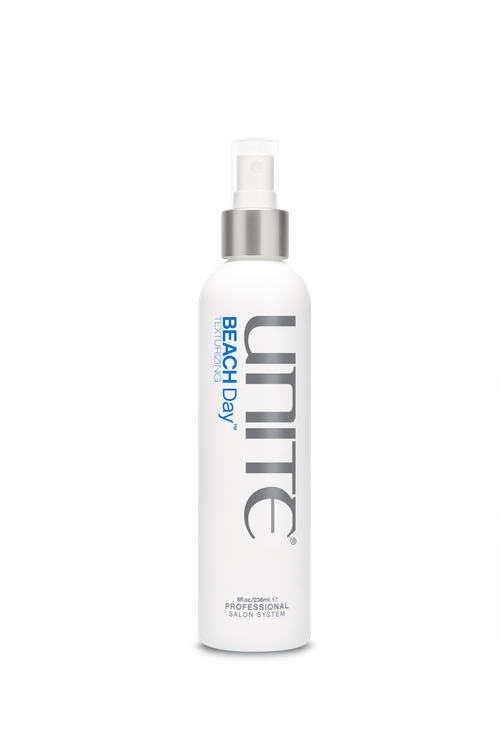 UNITE®
BEACH Day™
TEXTURIZING
8fl.oz./236ml. ℮
PROFESSIONAL
SALON SYSTEM